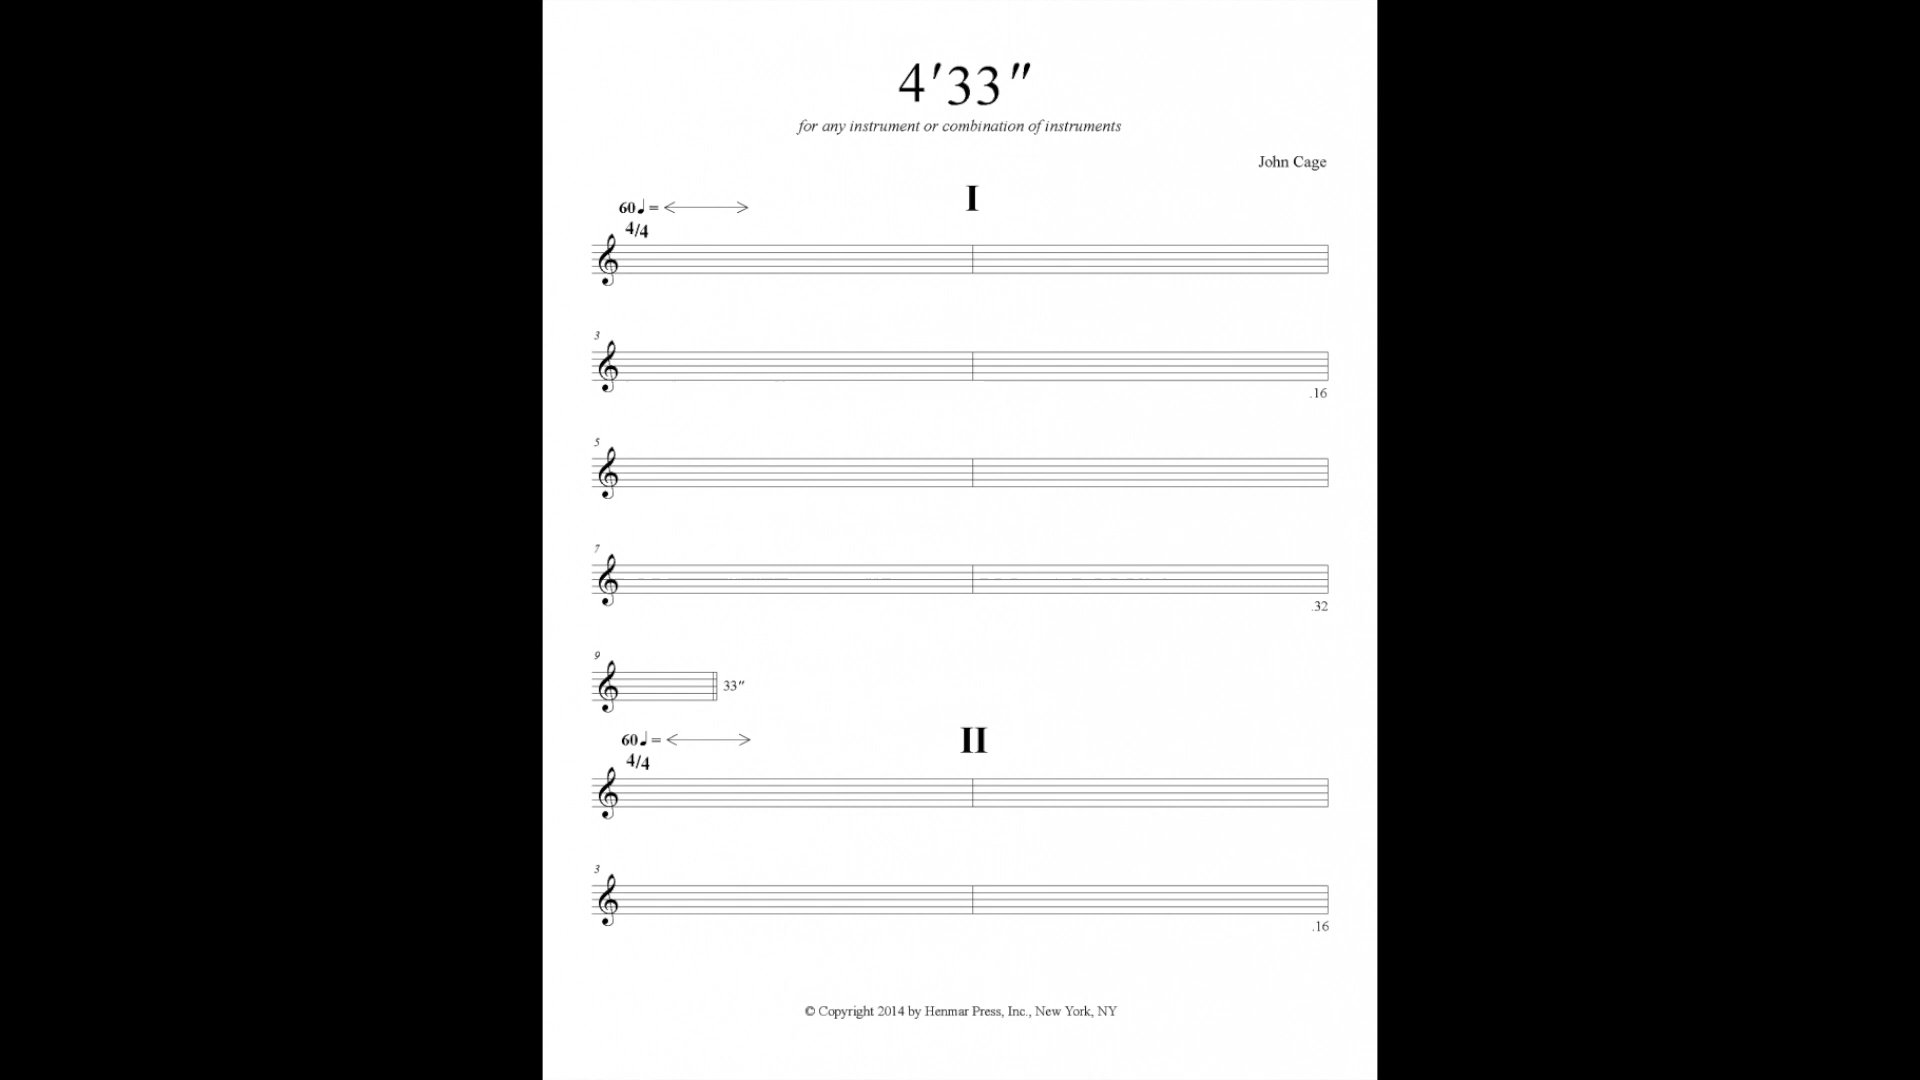 4′33″
for any instrument or combination of instruments
John Cage
I
60♩ =
4/4
3
.16
5
7
.32
9
33″
II
60♩ =
4/4
3
.16
© Copyright 2014 by Henmar Press, Inc., New York, NY